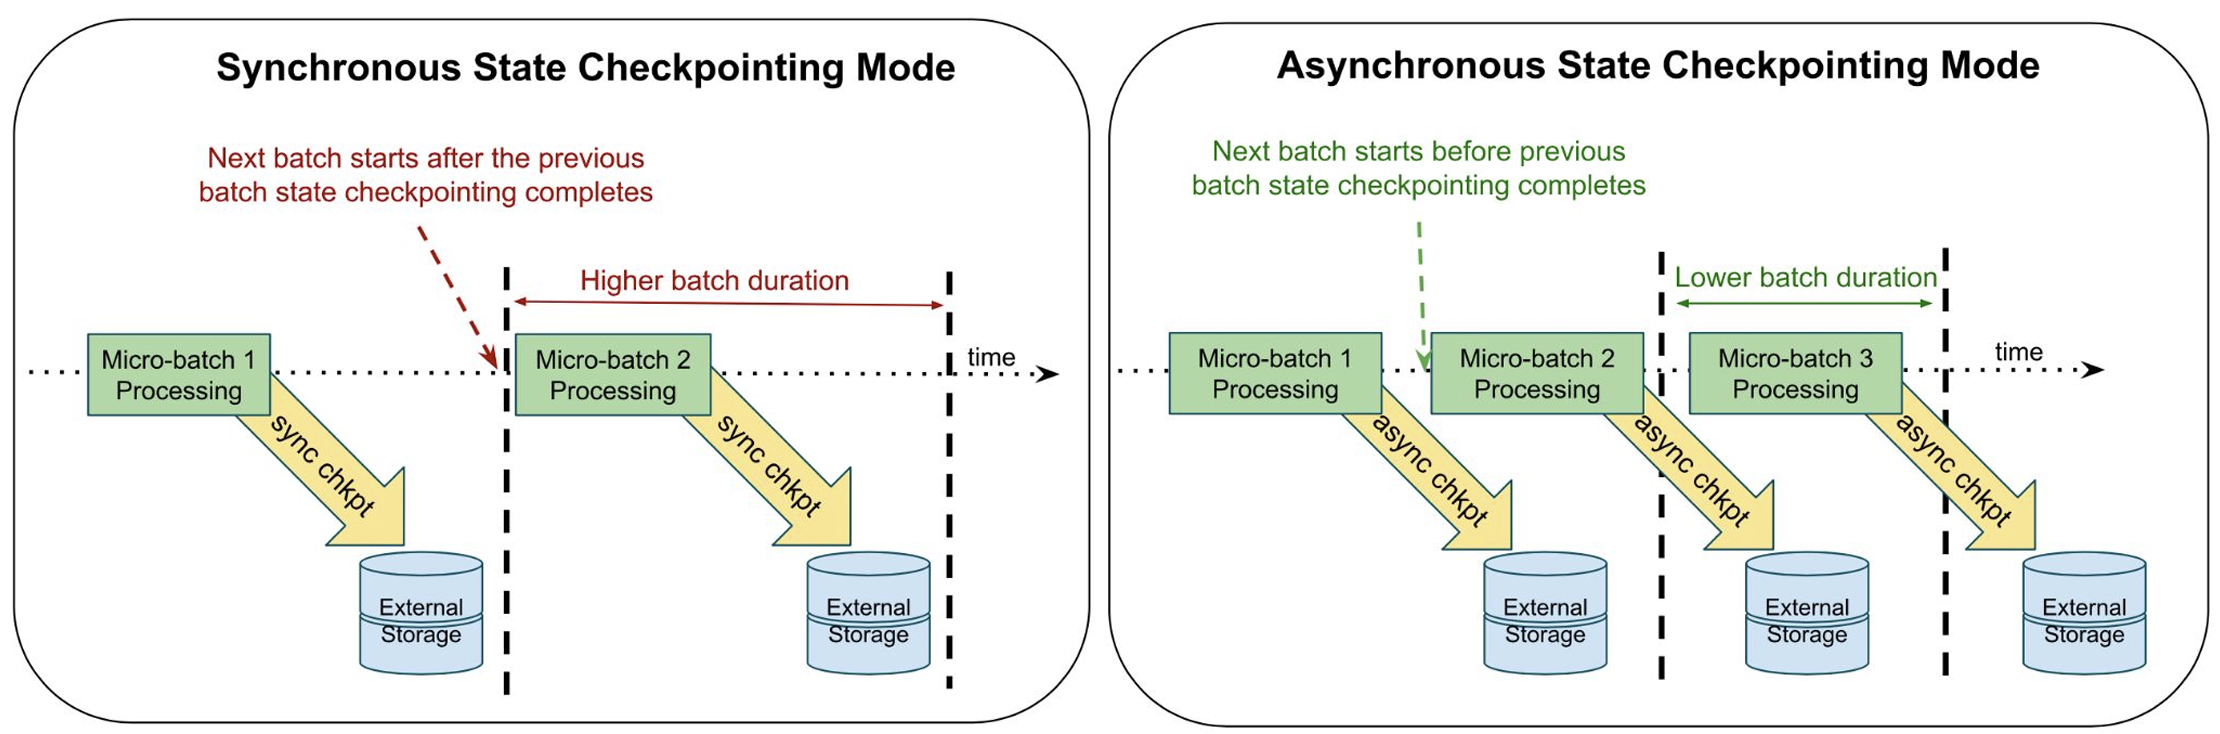 Synchronous State Checkpointing Mode
Next batch starts after the previous
batch state checkpointing completes
Higher batch duration
Micro-batch 1
Processing
Micro-batch 2
Processing
time
sync chkpt
sync chkpt
External
Storage
External
Storage
Asynchronous State Checkpointing Mode
Next batch starts before previous
batch state checkpointing completes
Lower batch duration
Micro-batch 1
Processing
Micro-batch 2
Processing
Micro-batch 3
Processing
time
async chkpt
async chkpt
async chkpt
External
Storage
External
Storage
External
Storage